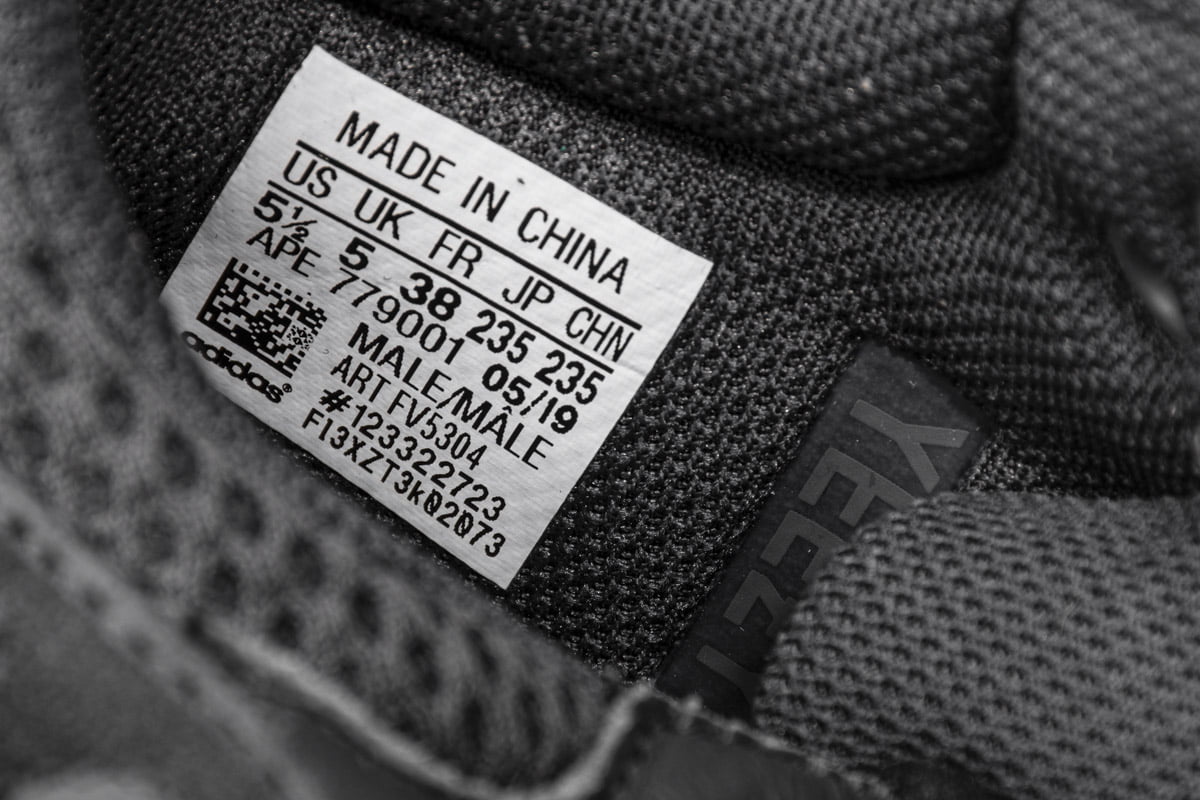 MADE IN CHINA
US UK FR JP CHN
5½ 5 38 235 235
APE 779001 05/19
MALE/MÂLE
ART FV5304
#123322723
F13XZT3k02073
adidas®
YEEZY